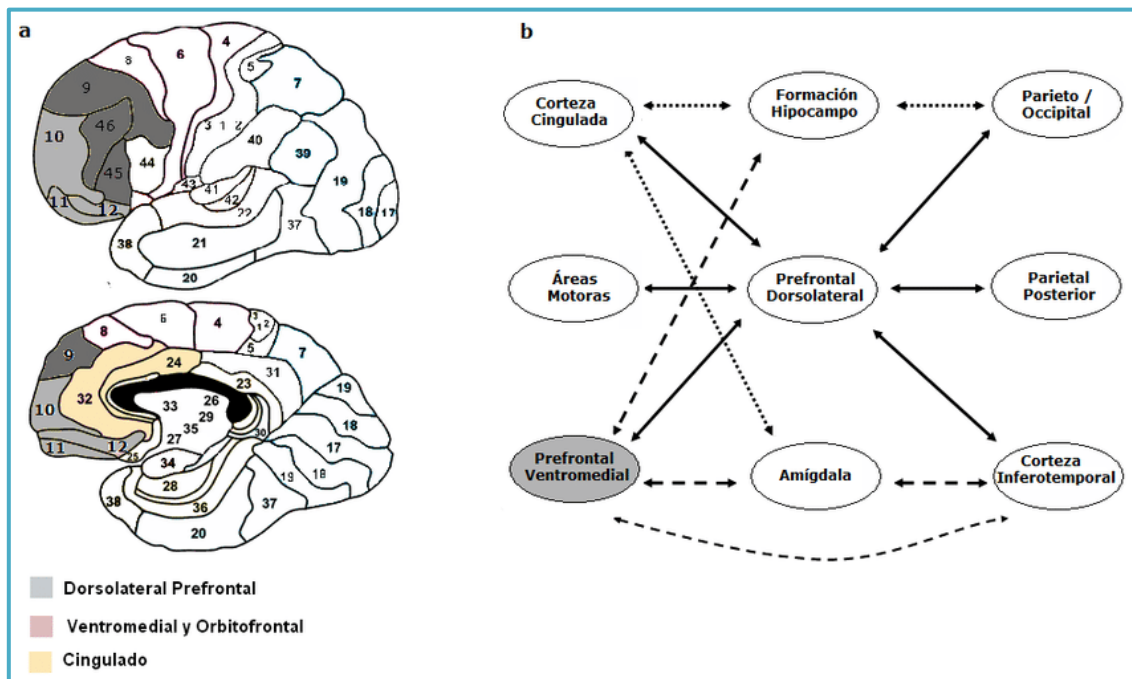 a
8
6
4
5
7
9
46
10
3 1 2
40
39
44
45
43
41
42
22
19
11
12
18
17
38
21
37
20
6
8
4
3
1 2
5
7
9
24
31
32
23
19
10
33
26
29
35
18
27
30
17
11
12
25
34
19
18
28
38
36
37
20
Dorsolateral Prefrontal
Ventromedial y Orbitofrontal
Cingulado
b
Corteza
Cingulada
Formación
Hipocampo
Parieto /
Occipital
Áreas
Motoras
Prefrontal
Dorsolateral
Parietal
Posterior
Prefrontal
Ventromedial
Amígdala
Corteza
Inferotemporal